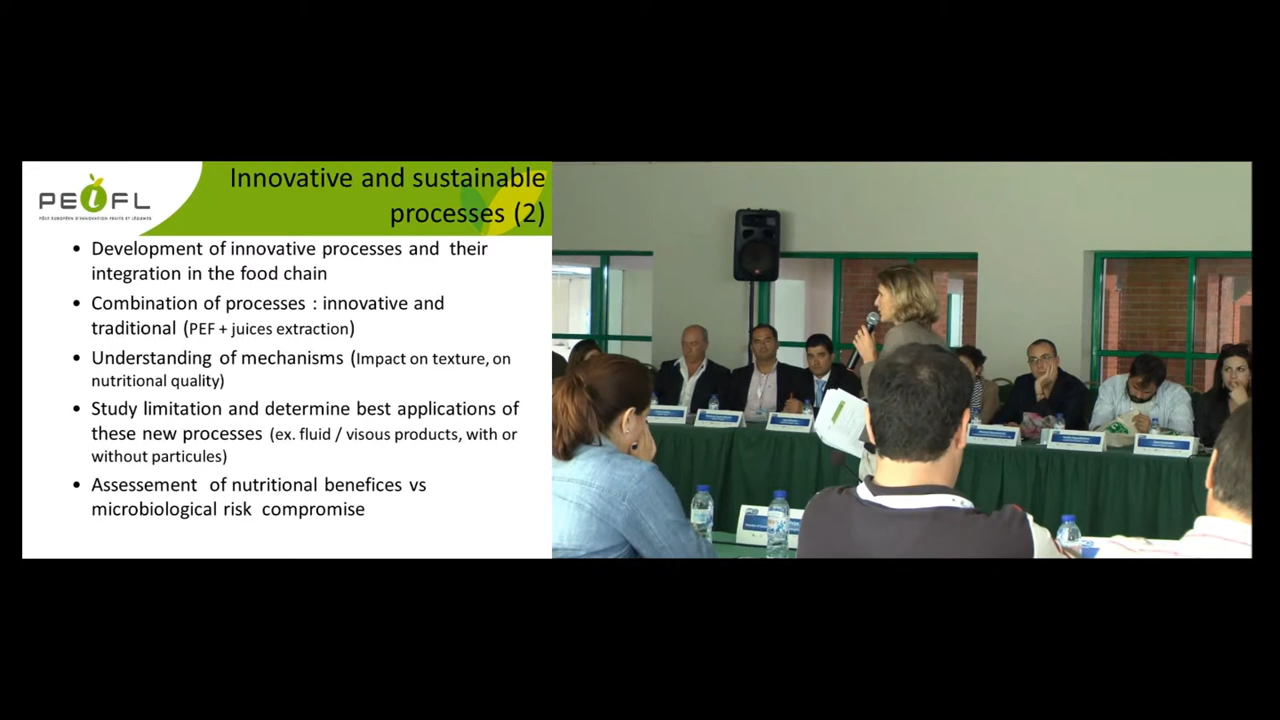 PEiFL
PÔLE EUROPÉEN D'INNOVATION FRUITS ET LÉGUMES
Innovative and sustainable
processes (2)
• Development of innovative processes and their
integration in the food chain
• Combination of processes : innovative and
traditional (PEF + juices extraction)
• Understanding of mechanisms (Impact on texture, on
nutritional quality)
• Study limitation and determine best applications of
these new processes (ex. fluid / visous products, with or
without particules)
• Assessement of nutritional benefices vs
microbiological risk compromise